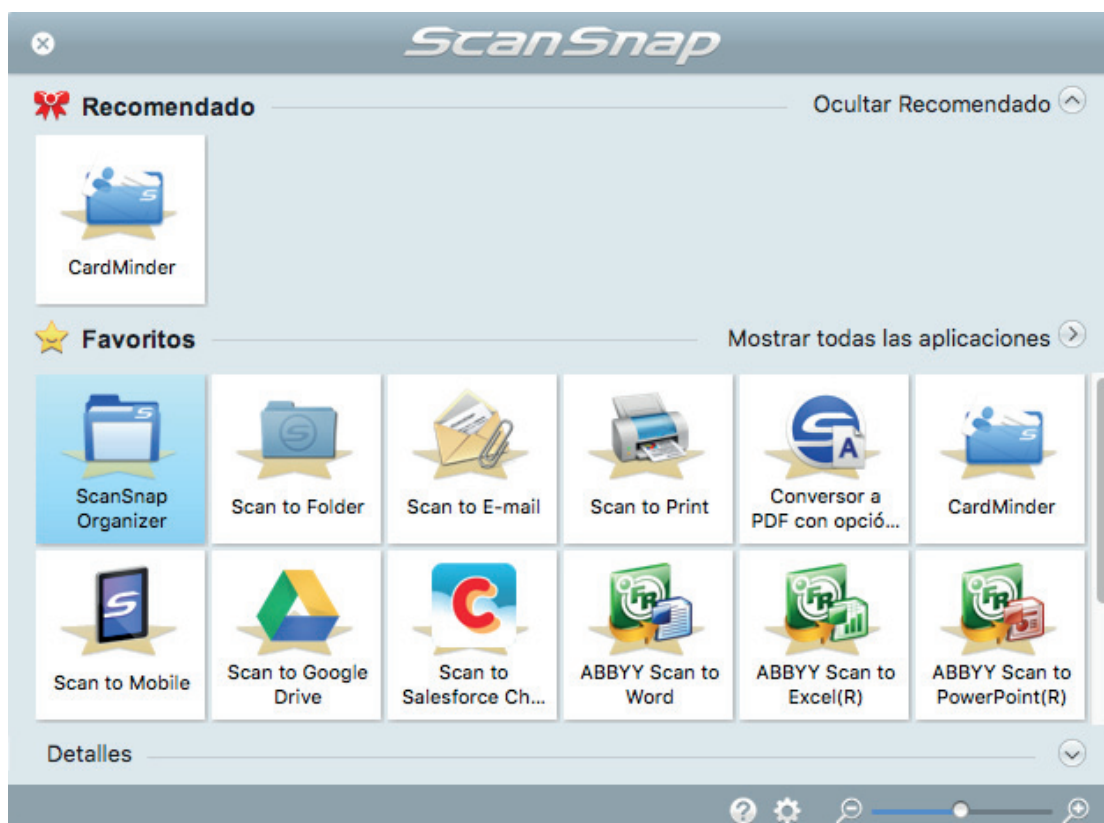 ScanSnap
Recomendado
Ocultar Recomendado
CardMinder
Favoritos
Mostrar todas las aplicaciones
ScanSnap
Organizer
Scan to Folder
Scan to E-mail
Scan to Print
Conversor a
PDF con opció...
CardMinder
Scan to Mobile
Scan to Google
Drive
Scan to
Salesforce Ch...
ABBYY Scan to
Word
ABBYY Scan to
Excel(R)
ABBYY Scan to
PowerPoint(R)
Detalles